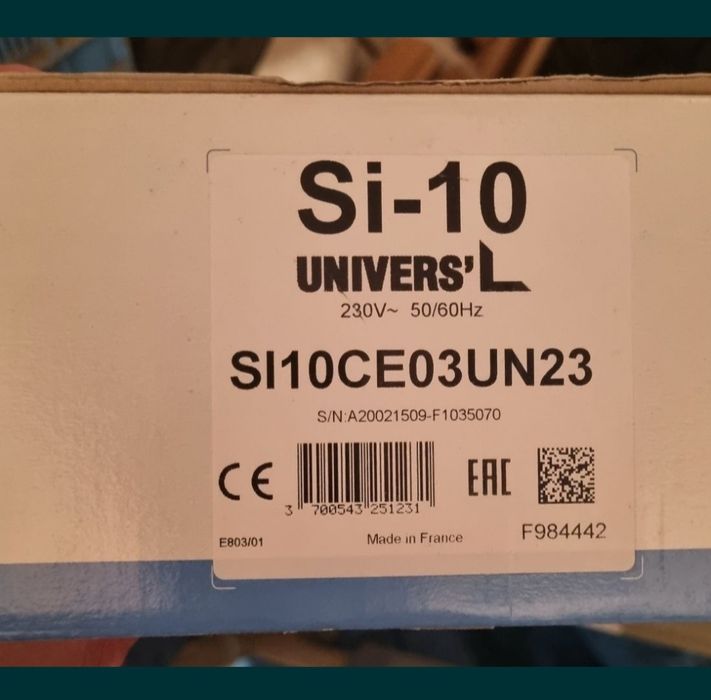 Si-10
UNIVERS'L
230V~ 50/60Hz
SI10CE03UN23
S/N:A20021509-F1035070
CE
EAC
3 700543 251231
E803/01
Made in France
F984442